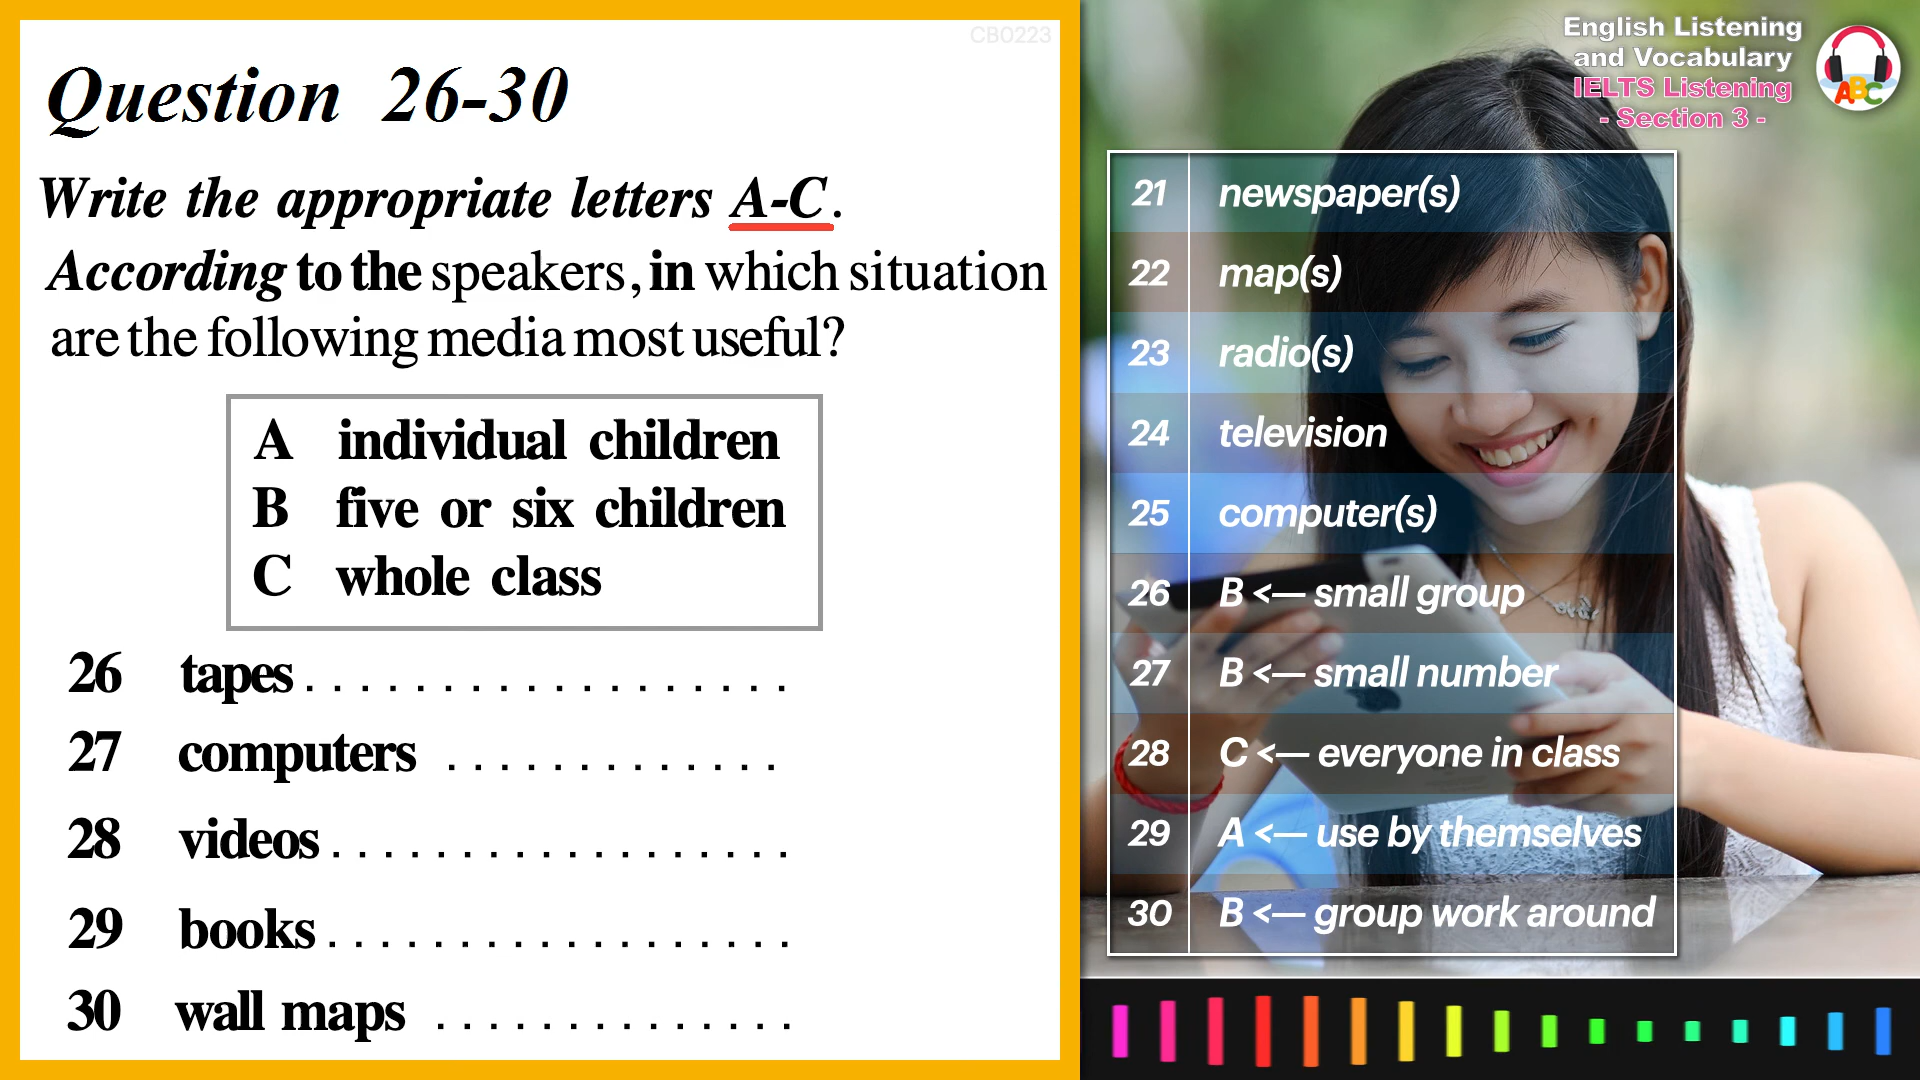 CB0223
Question 26-30
Write the appropriate letters A-C.
According to the speakers, in which situation
are the following media most useful?
A individual children
B five or six children
C whole class
26 tapes . . . . . . . . . . . . . . . . . .
27 computers . . . . . . . . . . . . .
28 videos . . . . . . . . . . . . . . . . . .
29 books . . . . . . . . . . . . . . . . . .
30 wall maps . . . . . . . . . . . . . .
English Listening
and Vocabulary
IELTS Listening
- Section 3 -
ABC
21 newspaper(s)
22 map(s)
23 radio(s)
24 television
25 computer(s)
26 B <— small group
27 B <— small number
28 C <— everyone in class
29 A <— use by themselves
30 B <— group work around